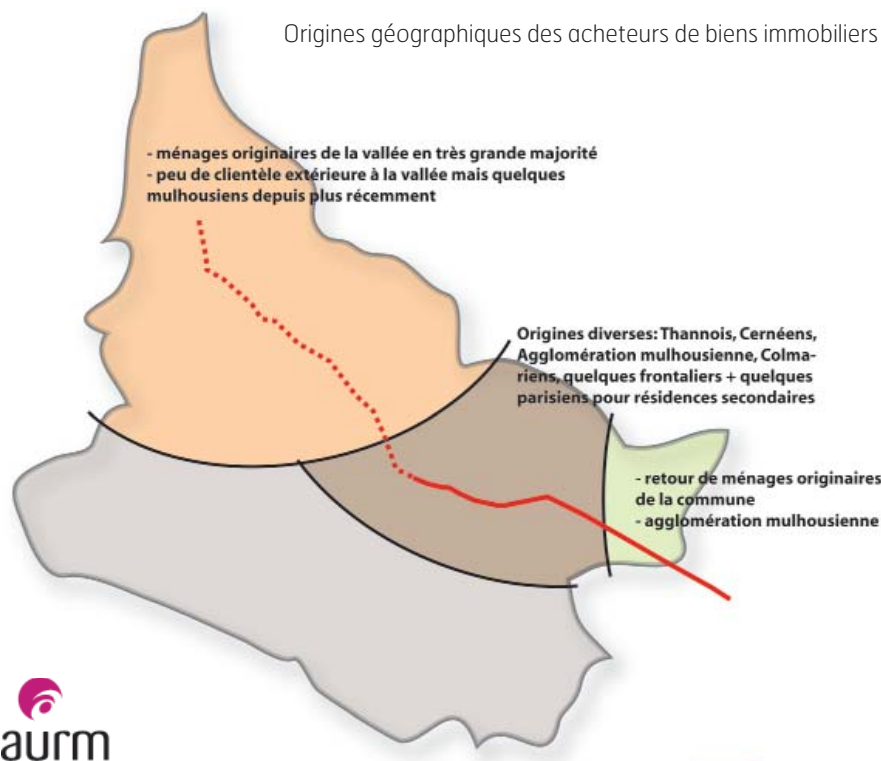 Origines géographiques des acheteurs de biens immobiliers
- ménages originaires de la vallée en très grande majorité
- peu de clientèle extérieure à la vallée mais quelques
mulhousiens depuis plus récemment
Origines diverses: Thannois, Cernéens,
Agglomération mulhousienne, Colma-
riens, quelques frontaliers + quelques
parisiens pour résidences secondaires
- retour de ménages originaires
de la commune
- agglomération mulhousienne
aurm